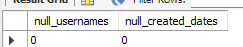 Result Grid Filter Rows:
null_usernames null_created_dates
0 0